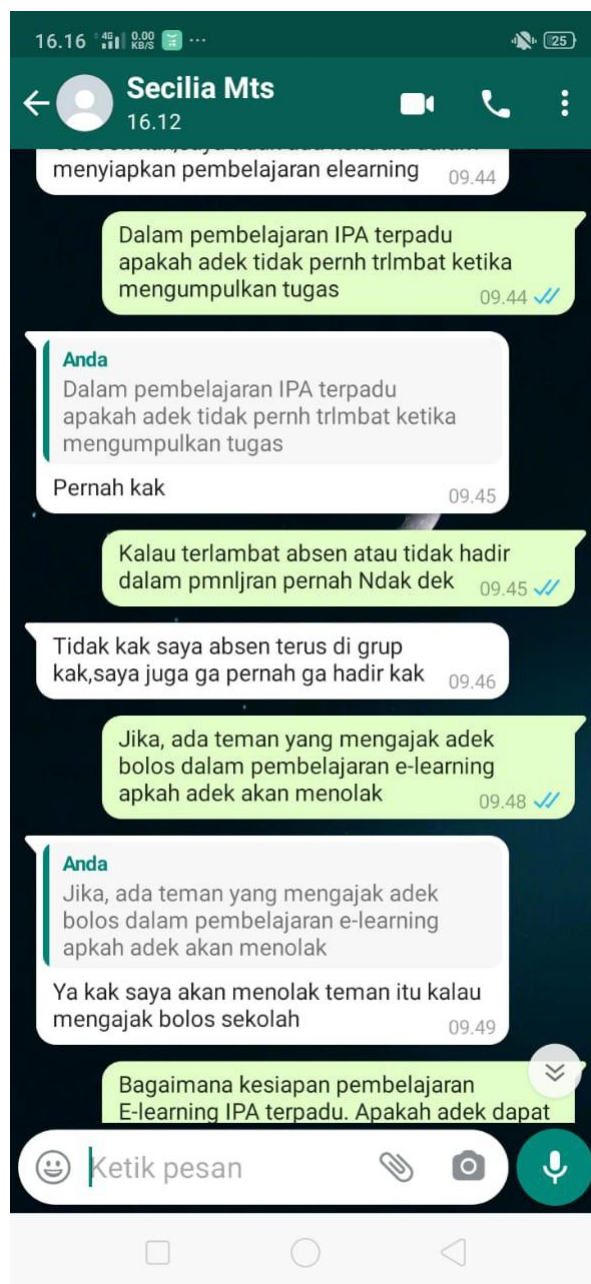 16.16 4G 0.00 KB/S ... 25
Secilia Mts
16.12
menyiapkan pembelajaran elearning 09.44
Dalam pembelajaran IPA terpadu
apakah adek tidak pernh trlmbat ketika
mengumpulkan tugas 09.44
Anda
Dalam pembelajaran IPA terpadu
apakah adek tidak pernh trlmbat ketika
mengumpulkan tugas
Pernah kak 09.45
Kalau terlambat absen atau tidak hadir
dalam pmnljran pernah Ndak dek 09.45
Tidak kak saya absen terus di grup
kak,saya juga ga pernah ga hadir kak 09.46
Jika, ada teman yang mengajak adek
bolos dalam pembelajaran e-learning
apkah adek akan menolak 09.48
Anda
Jika, ada teman yang mengajak adek
bolos dalam pembelajaran e-learning
apkah adek akan menolak
Ya kak saya akan menolak teman itu kalau
mengajak bolos sekolah 09.49
Bagaimana kesiapan pembelajaran
E-learning IPA terpadu. Apakah adek dapat
Ketik pesan